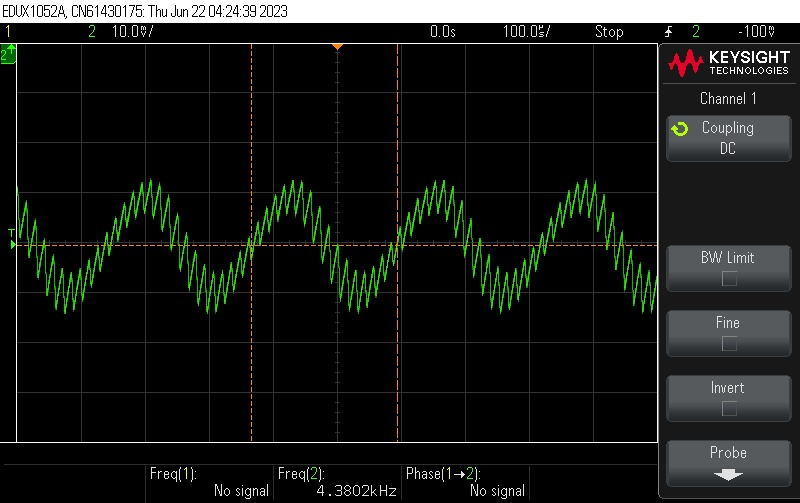 EDUX1052A, CN61430175: Thu Jun 22 04:24:39 2023
1 2 10.0V/ 0.0s 100.0s/ Stop 2 -100V
2
KEYSIGHT
TECHNOLOGIES
Channel 1
Coupling
DC
T
BW Limit
Fine
Invert
Probe
Freq(1): Freq(2): Phase(1→2):
No signal 4.3802kHz No signal